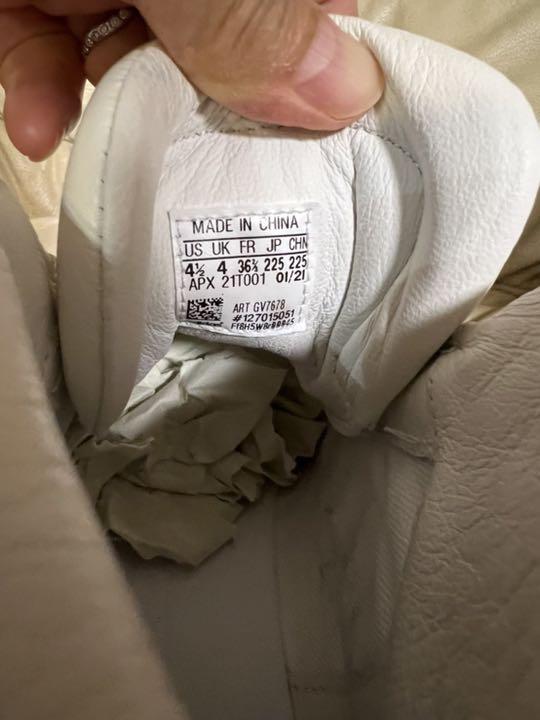 MADE IN CHINA
US UK FR JP CHN
4½ 4 36⅔ 225 225
APX 21T001 01/21
ART GV7678
#127015051